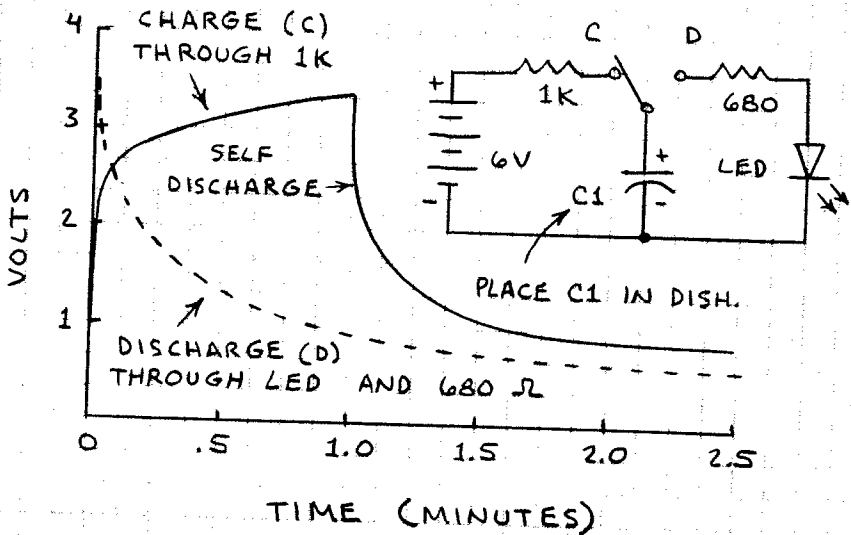 4
CHARGE (C)
THROUGH 1K
3
SELF
DISCHARGE
2
VOLTS
1
DISCHARGE (D)
THROUGH LED AND 680 Ω
0
.5
1.0
1.5
2.0
2.5
TIME (MINUTES)
C
D
+
1K
680
6V
LED
+
C1
-
-
PLACE C1 IN DISH.